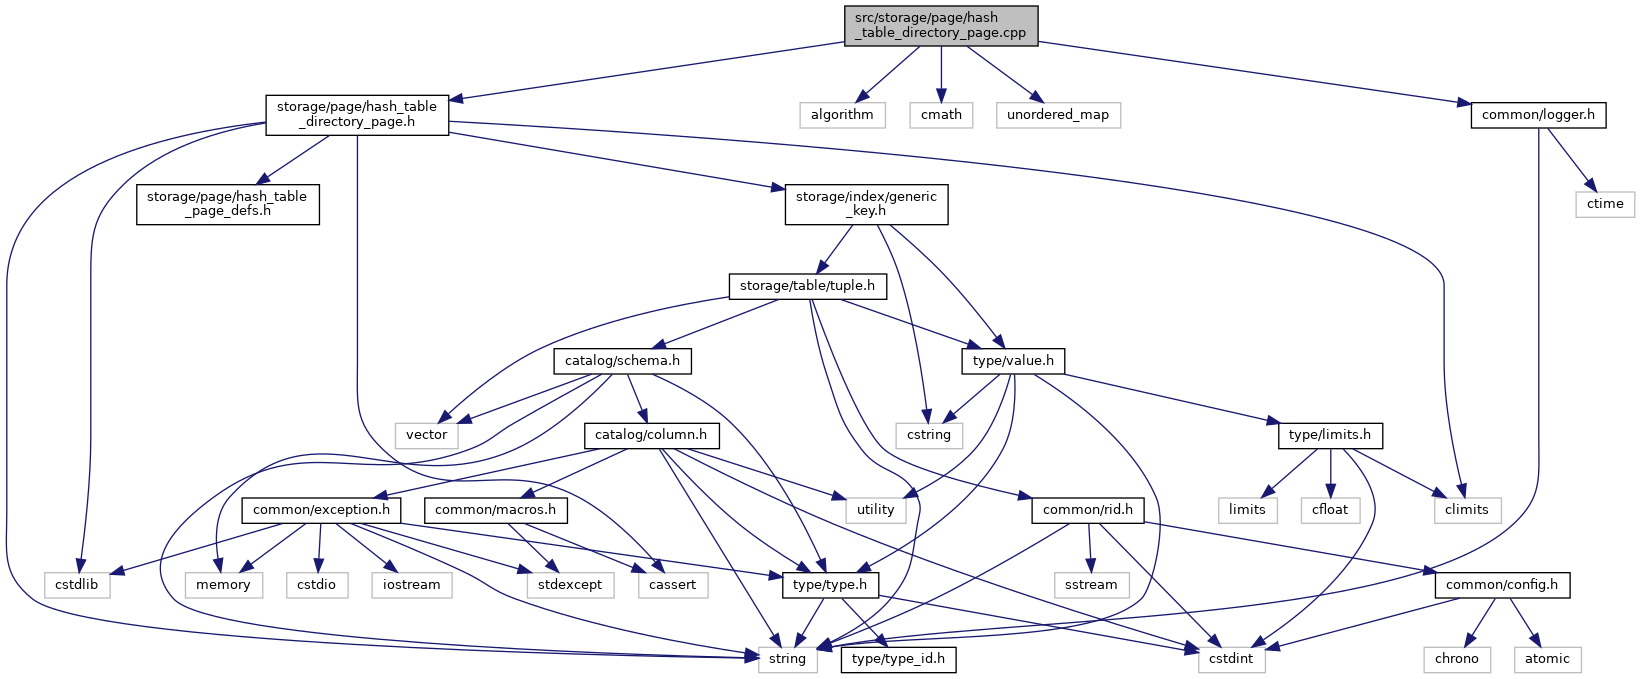 src/storage/page/hash
_table_directory_page.cpp
storage/page/hash_table
_directory_page.h
algorithm
cmath
unordered_map
common/logger.h
storage/page/hash_table
_page_defs.h
storage/index/generic
_key.h
ctime
storage/table/tuple.h
catalog/schema.h
type/value.h
vector
catalog/column.h
cstring
type/limits.h
common/exception.h
common/macros.h
utility
common/rid.h
limits
cfloat
climits
cstdlib
memory
cstdio
iostream
stdexcept
cassert
type/type.h
sstream
common/config.h
string
type/type_id.h
cstdint
chrono
atomic